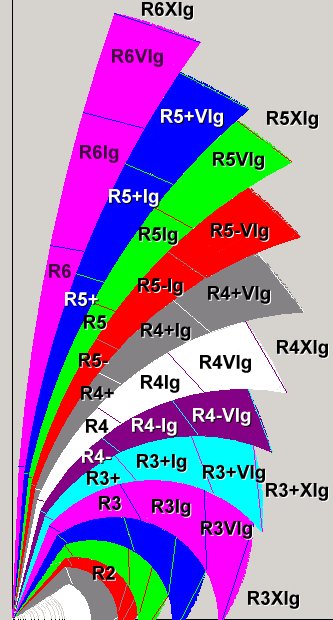 R6XIg
R6VIg
R5+VIg
R5XIg
R6Ig
R5VIg
R5+Ig
R5Ig
R5-VIg
R6
R5-Ig
R4+VIg
R5+
R5
R4+Ig
R4XIg
R5-
R4VIg
R4Ig
R4+
R4-VIg
R4
R4-Ig
R4-
R3+Ig
R3+VIg
R3+
R3+XIg
R3
R3Ig
R3VIg
R2
R3XIg